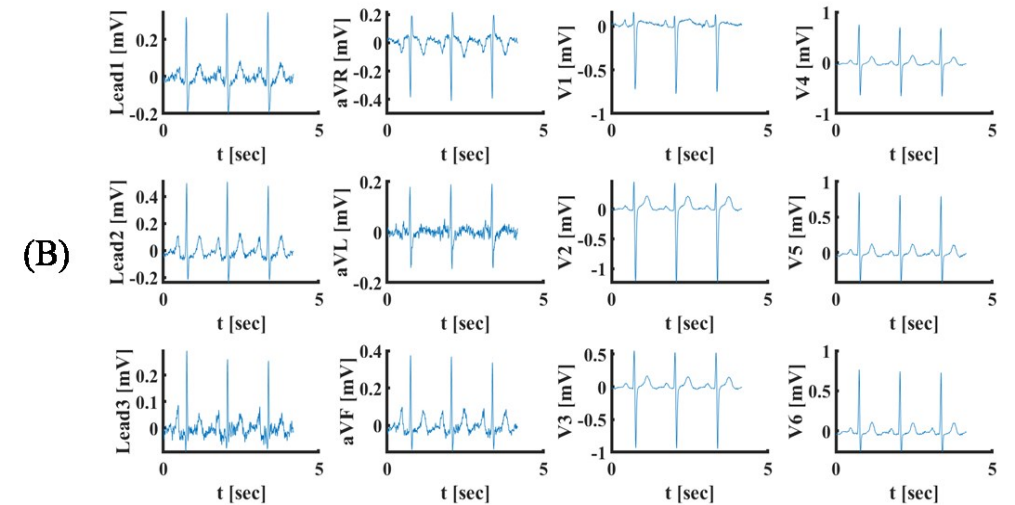 (B)
Lead1 [mV]
0.2
0
-0.2
0
5
t [sec]
aVR [mV]
0.2
0
-0.2
-0.4
0
5
t [sec]
V1 [mV]
0
-0.5
-1
0
5
t [sec]
V4 [mV]
1
0
-1
0
5
t [sec]
Lead2 [mV]
0.4
0.2
0
-0.2
0
5
t [sec]
aVL [mV]
0.2
0
-0.2
0
5
t [sec]
V2 [mV]
0
-0.5
-1
0
5
t [sec]
V5 [mV]
1
0.5
0
0
5
t [sec]
Lead3 [mV]
0.2
0.1
0
0
5
t [sec]
aVF [mV]
0.4
0.2
0
0
5
t [sec]
V3 [mV]
0.5
0
-0.5
-1
0
5
t [sec]
V6 [mV]
1
0.5
0
0
5
t [sec]